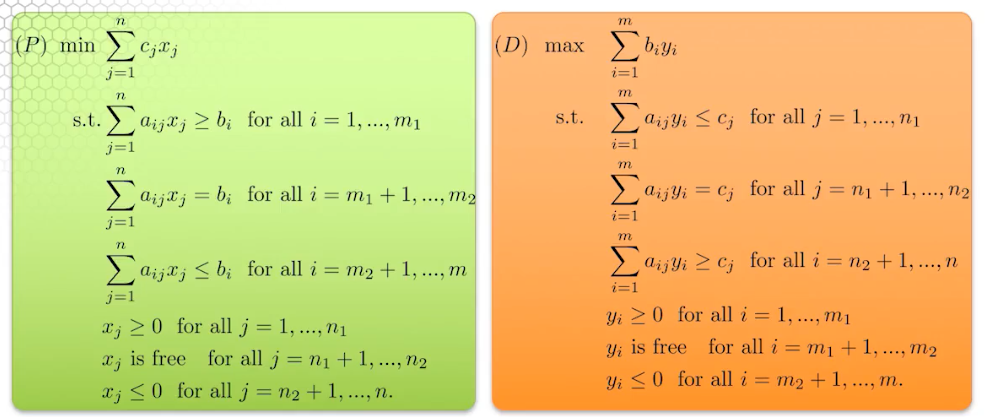 (P) min ∑_{j=1}^{n} c_j x_j
s.t. ∑_{j=1}^{n} a_{ij} x_j ≥ b_i for all i = 1, ..., m_1
∑_{j=1}^{n} a_{ij} x_j = b_i for all i = m_1 + 1, ..., m_2
∑_{j=1}^{n} a_{ij} x_j ≤ b_i for all i = m_2 + 1, ..., m
x_j ≥ 0 for all j = 1, ..., n_1
x_j is free for all j = n_1 + 1, ..., n_2
x_j ≤ 0 for all j = n_2 + 1, ..., n.
(D) max ∑_{i=1}^{m} b_i y_i
s.t. ∑_{i=1}^{m} a_{ij} y_i ≤ c_j for all j = 1, ..., n_1
∑_{i=1}^{m} a_{ij} y_i = c_j for all j = n_1 + 1, ..., n_2
∑_{i=1}^{m} a_{ij} y_i ≥ c_j for all i = n_2 + 1, ..., n
y_i ≥ 0 for all i = 1, ..., m_1
y_i is free for all i = m_1 + 1, ..., m_2
y_i ≤ 0 for all i = m_2 + 1, ..., m.